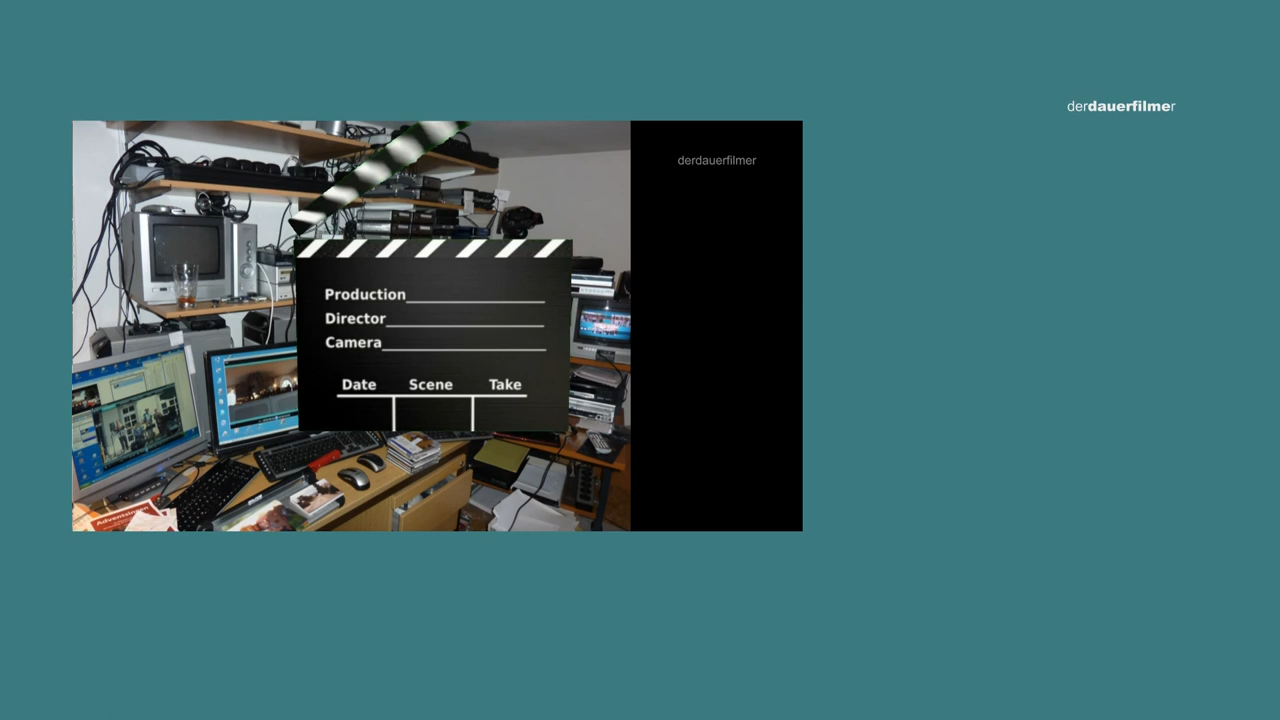 derdauerfilmer
derdauerfilmer
Production
Director
Camera
Date Scene Take